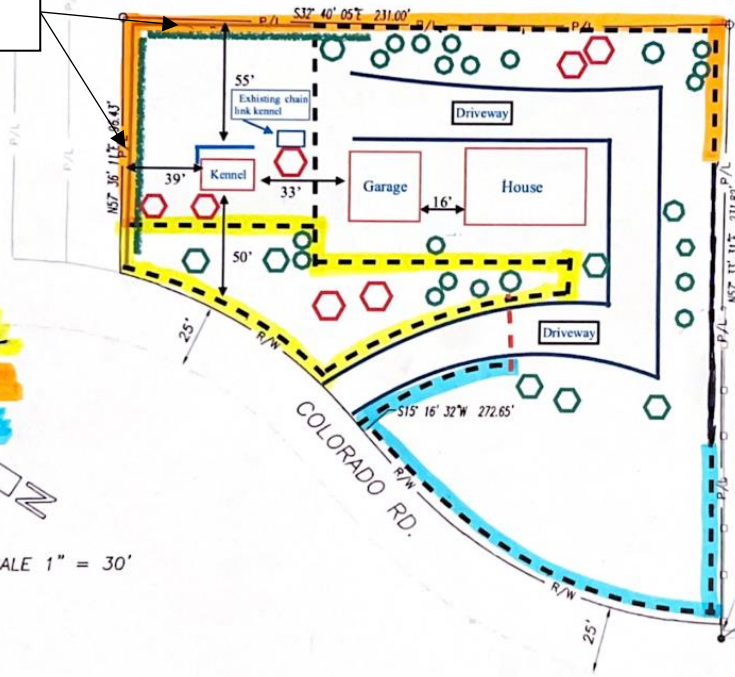 S32° 40' 05"E 231.00'
P/L
P/L
P/L
55'
Exhisting chain
link kennel
Driveway
P/L
P/L
N57° 36' 11"E
P/L
P/L
39'
Kennel
33'
Garage
16'
House
P/L
50'
25'
R/W
Driveway
P/L
S15° 16' 32"W 272.65'
COLORADO RD.
R/W
P/L
N
ALE 1" = 30'
R/W
25'